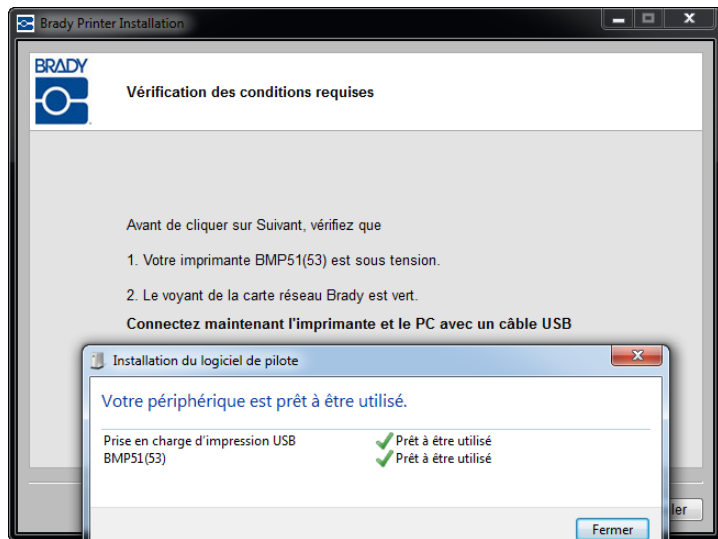 Brady Printer Installation
BRADY
Vérification des conditions requises
Avant de cliquer sur Suivant, vérifiez que
1. Votre imprimante BMP51(53) est sous tension.
2. Le voyant de la carte réseau Brady est vert.
Connectez maintenant l'imprimante et le PC avec un câble USB
Installation du logiciel de pilote
Votre périphérique est prêt à être utilisé.
Prise en charge d'impression USB Prêt à être utilisé
BMP51(53) Prêt à être utilisé
Fermer